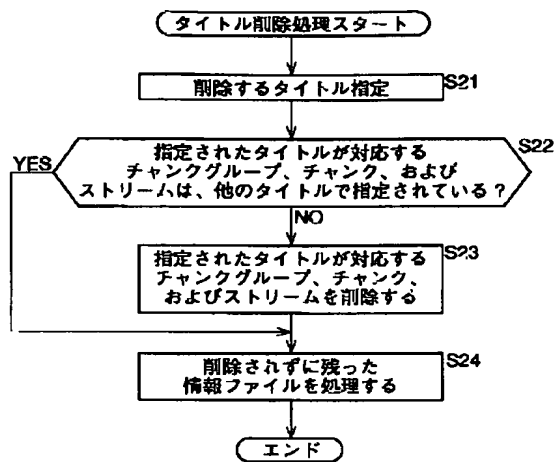 タイトル削除処理スタート
S21
削除するタイトル指定
S22
指定されたタイトルが対応する
チャンクグループ、チャンク、および
ストリームは、他のタイトルで指定されている？
YES
NO
S23
指定されたタイトルが対応する
チャンクグループ、チャンク、
およびストリームを削除する
S24
削除されずに残った
情報ファイルを処理する
エンド